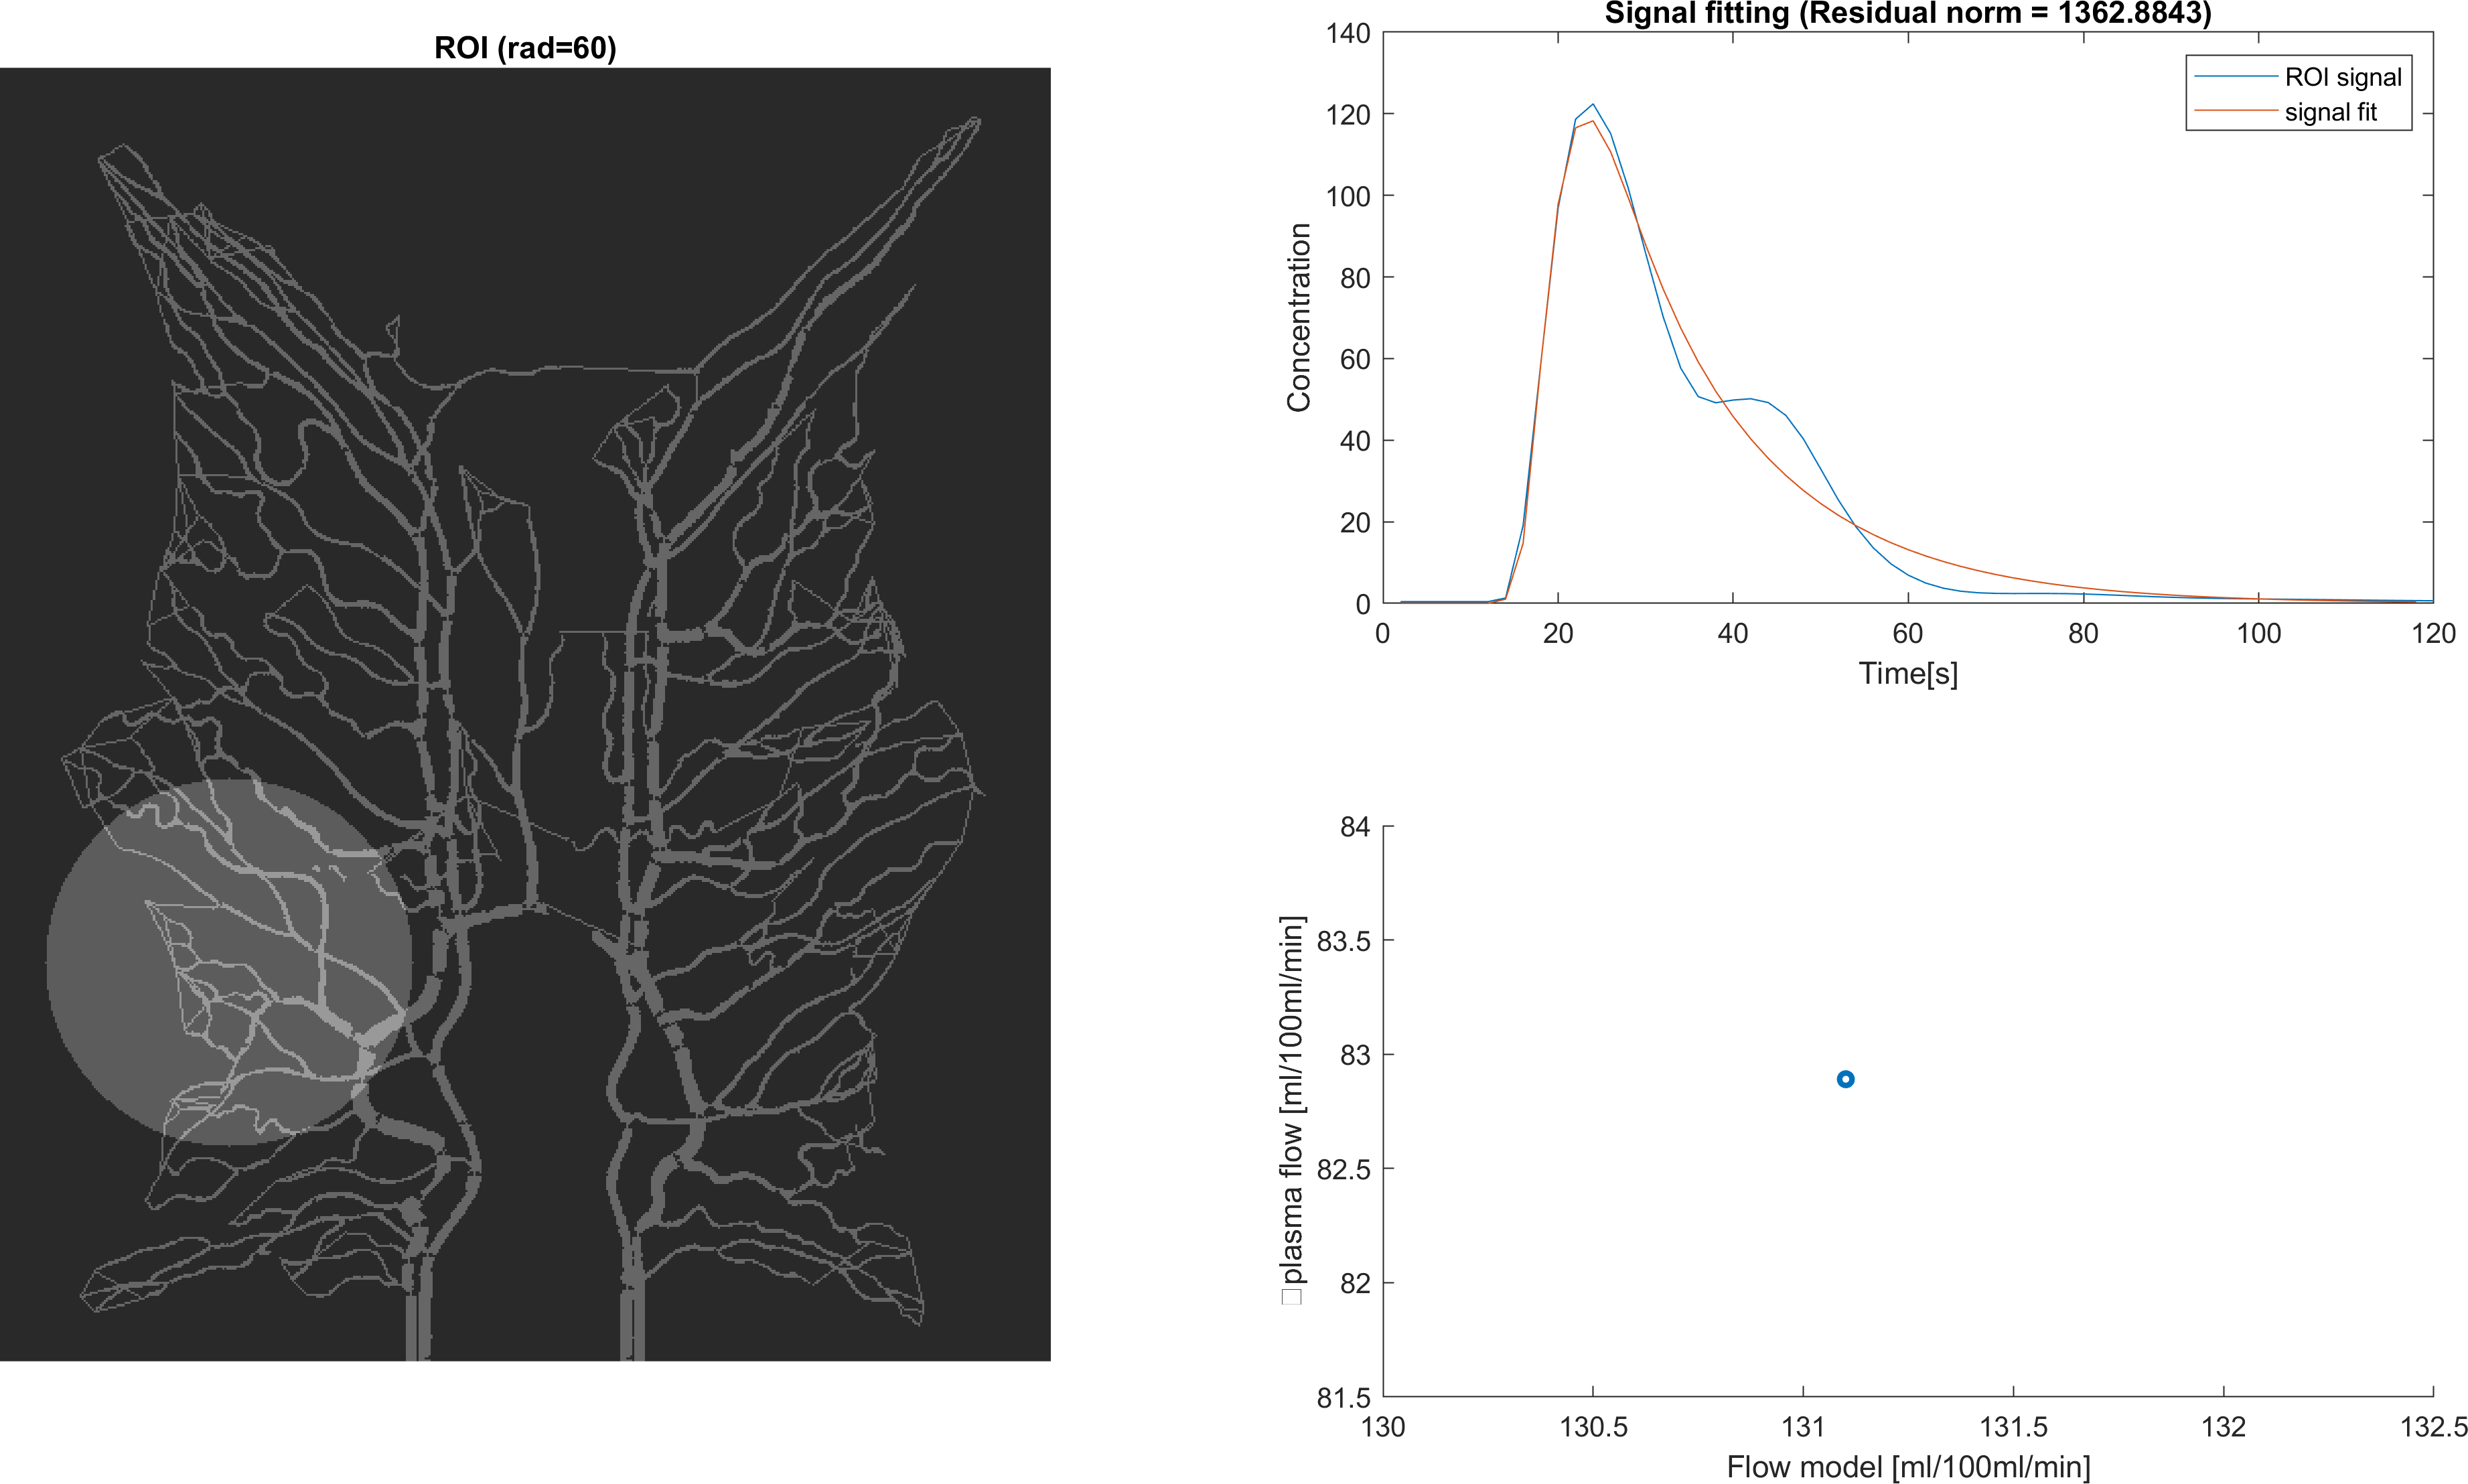 ROI (rad=60)
Signal fitting (Residual norm = 1362.8843)
140
120
100
80
60
40
20
0
Concentration
ROI signal
signal fit
0 20 40 60 80 100 120
Time[s]
84
83.5
83
82.5
82
81.5
□plasma flow [ml/100ml/min]
130 130.5 131 131.5 132 132.5
Flow model [ml/100ml/min]